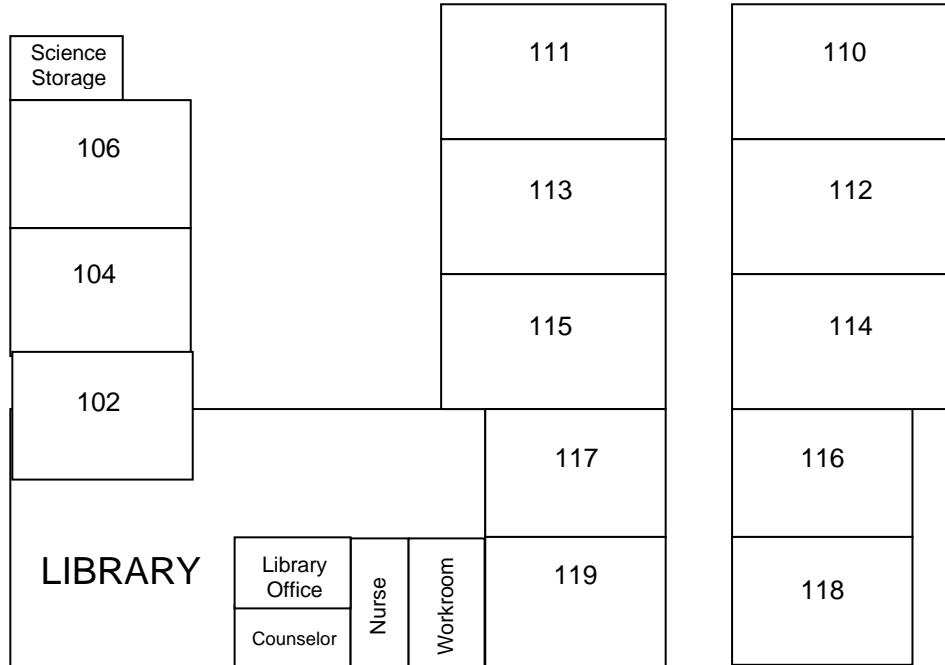 Science
Storage
111
110
106
113
112
104
115
114
102
117
116
LIBRARY
Library
Office
Counselor
Nurse
Workroom
119
118